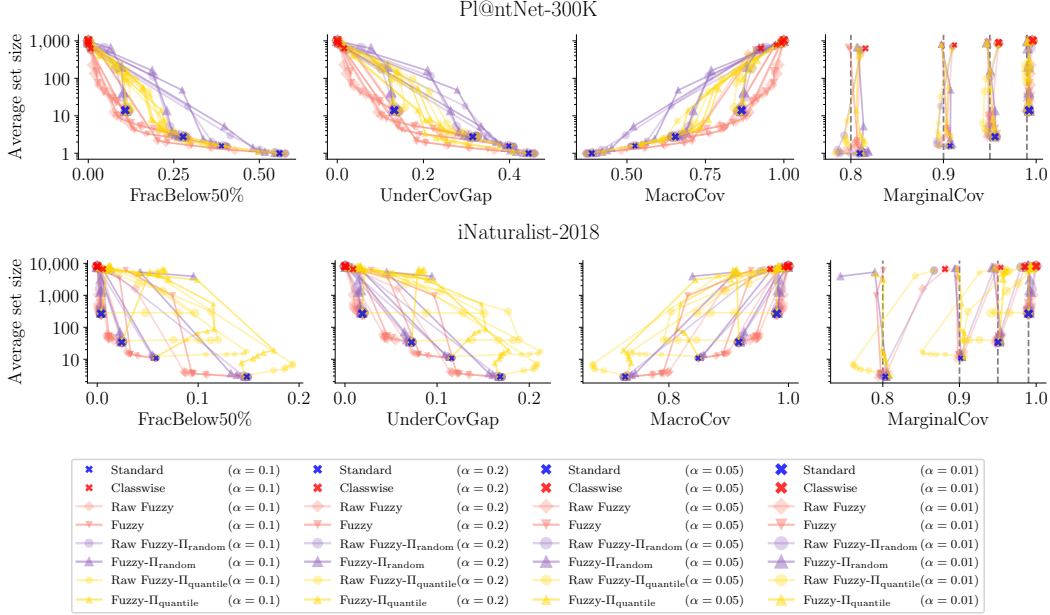 Pl@ntNet-300K
Average set size
1,000
100
10
1
0.00 0.25 0.50
FracBelow50%
0.0 0.2 0.4
UnderCovGap
0.50 0.75 1.00
MacroCov
0.8 0.9 1.0
MarginalCov
iNaturalist-2018
Average set size
10,000
1,000
100
10
0.0 0.1 0.2
FracBelow50%
0.0 0.1 0.2
UnderCovGap
0.8 1.0
MacroCov
0.8 0.9 1.0
MarginalCov
Standard (α = 0.1) Standard (α = 0.2) Standard (α = 0.05) Standard (α = 0.01)
Classwise (α = 0.1) Classwise (α = 0.2) Classwise (α = 0.05) Classwise (α = 0.01)
Raw Fuzzy (α = 0.1) Raw Fuzzy (α = 0.2) Raw Fuzzy (α = 0.05) Raw Fuzzy (α = 0.01)
Fuzzy (α = 0.1) Fuzzy (α = 0.2) Fuzzy (α = 0.05) Fuzzy (α = 0.01)
Raw Fuzzy-Πrandom (α = 0.1) Raw Fuzzy-Πrandom (α = 0.2) Raw Fuzzy-Πrandom (α = 0.05) Raw Fuzzy-Πrandom (α = 0.01)
Fuzzy-Πrandom (α = 0.1) Fuzzy-Πrandom (α = 0.2) Fuzzy-Πrandom (α = 0.05) Fuzzy-Πrandom (α = 0.01)
Raw Fuzzy-Πquantile (α = 0.1) Raw Fuzzy-Πquantile (α = 0.2) Raw Fuzzy-Πquantile (α = 0.05) Raw Fuzzy-Πquantile (α = 0.01)
Fuzzy-Πquantile (α = 0.1) Fuzzy-Πquantile (α = 0.2) Fuzzy-Πquantile (α = 0.05) Fuzzy-Πquantile (α = 0.01)